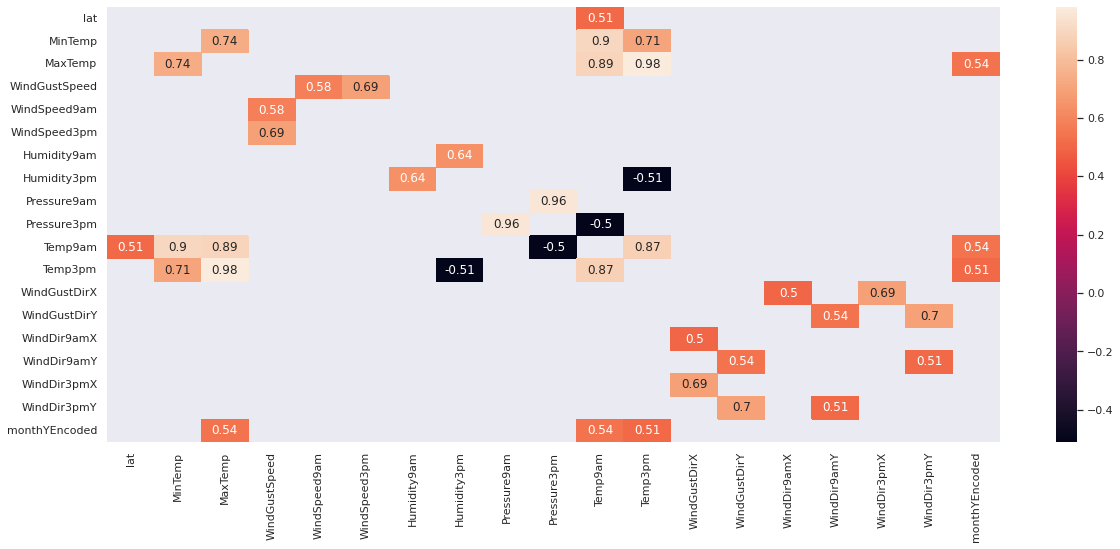 lat 0.51
MinTemp 0.74 0.9 0.71
MaxTemp 0.74 0.89 0.98 0.54
WindGustSpeed 0.58 0.69
WindSpeed9am 0.58
WindSpeed3pm 0.69
Humidity9am 0.64
Humidity3pm 0.64 -0.51
Pressure9am 0.96
Pressure3pm 0.96 -0.5
Temp9am 0.51 0.9 0.89 -0.5 0.87 0.54
Temp3pm 0.71 0.98 -0.51 0.87 0.51
WindGustDirX 0.5 0.69
WindGustDirY 0.54 0.7
WindDir9amX 0.5
WindDir9amY 0.54 0.51
WindDir3pmX 0.69
WindDir3pmY 0.7 0.51
monthYEncoded 0.54 0.54 0.51
lat
MinTemp
MaxTemp
WindGustSpeed
WindSpeed9am
WindSpeed3pm
Humidity9am
Humidity3pm
Pressure9am
Pressure3pm
Temp9am
Temp3pm
WindGustDirX
WindGustDirY
WindDir9amX
WindDir9amY
WindDir3pmX
WindDir3pmY
monthYEncoded
0.8
0.6
0.4
0.2
0.0
−0.2
−0.4